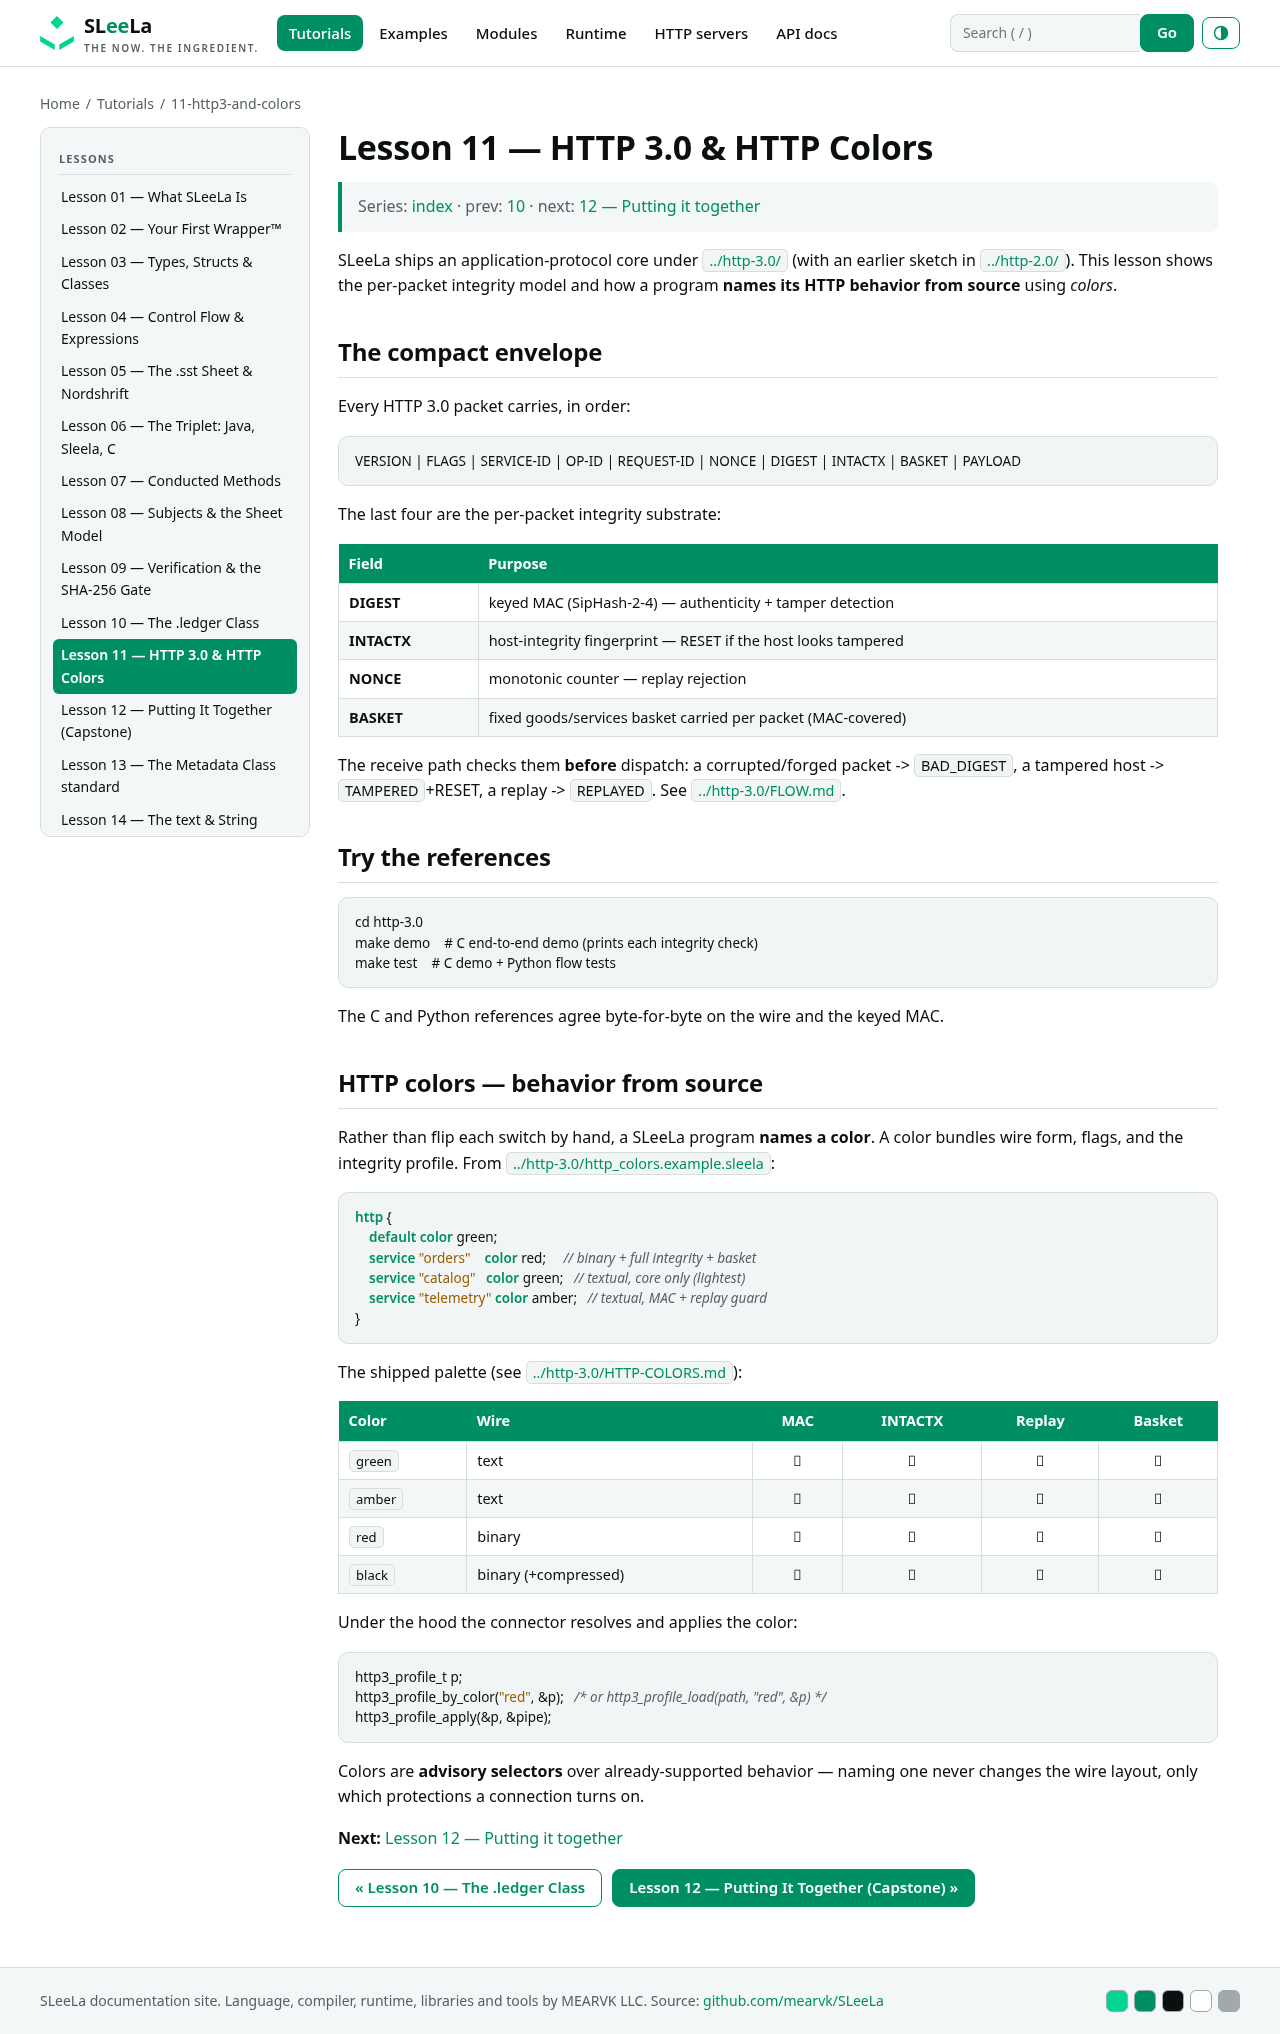 SLeeLa
THE NOW. THE INGREDIENT.
Tutorials Examples Modules Runtime HTTP servers API docs
Search ( / ) Go
Home / Tutorials / 11-http3-and-colors
LESSONS
Lesson 01 — What SLeeLa Is
Lesson 02 — Your First Wrapper™
Lesson 03 — Types, Structs &
Classes
Lesson 04 — Control Flow &
Expressions
Lesson 05 — The .sst Sheet &
Nordshrift
Lesson 06 — The Triplet: Java,
Sleela, C
Lesson 07 — Conducted Methods
Lesson 08 — Subjects & the Sheet
Model
Lesson 09 — Verification & the
SHA-256 Gate
Lesson 10 — The .ledger Class
Lesson 11 — HTTP 3.0 & HTTP
Colors
Lesson 12 — Putting It Together
(Capstone)
Lesson 13 — The Metadata Class
standard
Lesson 14 — The text & String
Lesson 11 — HTTP 3.0 & HTTP Colors
Series: index · prev: 10 · next: 12 — Putting it together
SLeeLa ships an application-protocol core under ../http-3.0/ (with an earlier sketch in ../http-2.0/). This lesson shows
the per-packet integrity model and how a program names its HTTP behavior from source using colors.
The compact envelope
Every HTTP 3.0 packet carries, in order:
VERSION | FLAGS | SERVICE-ID | OP-ID | REQUEST-ID | NONCE | DIGEST | INTACTX | BASKET | PAYLOAD
The last four are the per-packet integrity substrate:
Field Purpose
DIGEST keyed MAC (SipHash-2-4) — authenticity + tamper detection
INTACTX host-integrity fingerprint — RESET if the host looks tampered
NONCE monotonic counter — replay rejection
BASKET fixed goods/services basket carried per packet (MAC-covered)
The receive path checks them before dispatch: a corrupted/forged packet -> BAD_DIGEST, a tampered host ->
TAMPERED+RESET, a replay -> REPLAYED. See ../http-3.0/FLOW.md.
Try the references
cd http-3.0
make demo # C end-to-end demo (prints each integrity check)
make test # C demo + Python flow tests
The C and Python references agree byte-for-byte on the wire and the keyed MAC.
HTTP colors — behavior from source
Rather than flip each switch by hand, a SLeeLa program names a color. A color bundles wire form, flags, and the
integrity profile. From ../http-3.0/http_colors.example.sleela:
http {
default color green;
service "orders" color red; // binary + full integrity + basket
service "catalog" color green; // textual, core only (lightest)
service "telemetry" color amber; // textual, MAC + replay guard
}
The shipped palette (see ../http-3.0/HTTP-COLORS.md):
Color Wire MAC INTACTX Replay Basket
green text
amber text
red binary
black binary (+compressed)
Under the hood the connector resolves and applies the color:
http3_profile_t p;
http3_profile_by_color("red", &p); /* or http3_profile_load(path, "red", &p) */
http3_profile_apply(&p, &pipe);
Colors are advisory selectors over already-supported behavior — naming one never changes the wire layout, only
which protections a connection turns on.
Next: Lesson 12 — Putting it together
« Lesson 10 — The .ledger Class Lesson 12 — Putting It Together (Capstone) »
SLeeLa documentation site. Language, compiler, runtime, libraries and tools by MEARVK LLC. Source: github.com/mearvk/SLeeLa